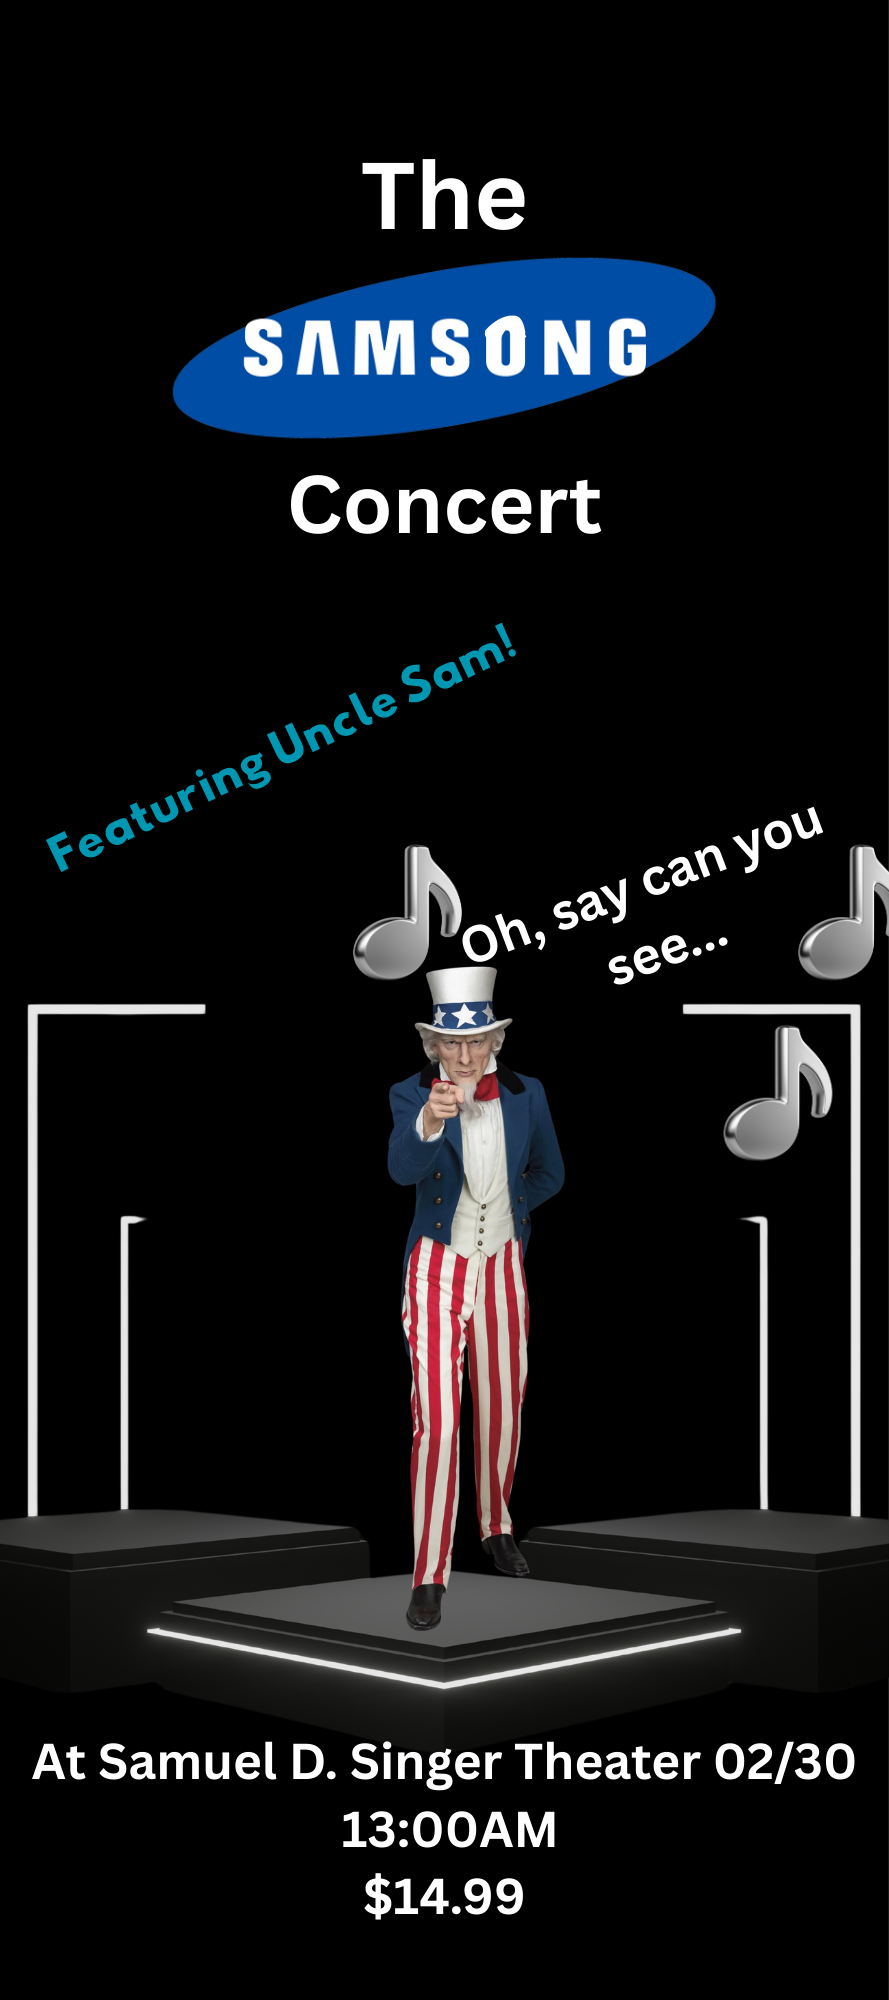 The
SAMSONG
Concert
Featuring Uncle Sam!
Oh, say can you
see...
At Samuel D. Singer Theater 02/30
13:00AM
$14.99